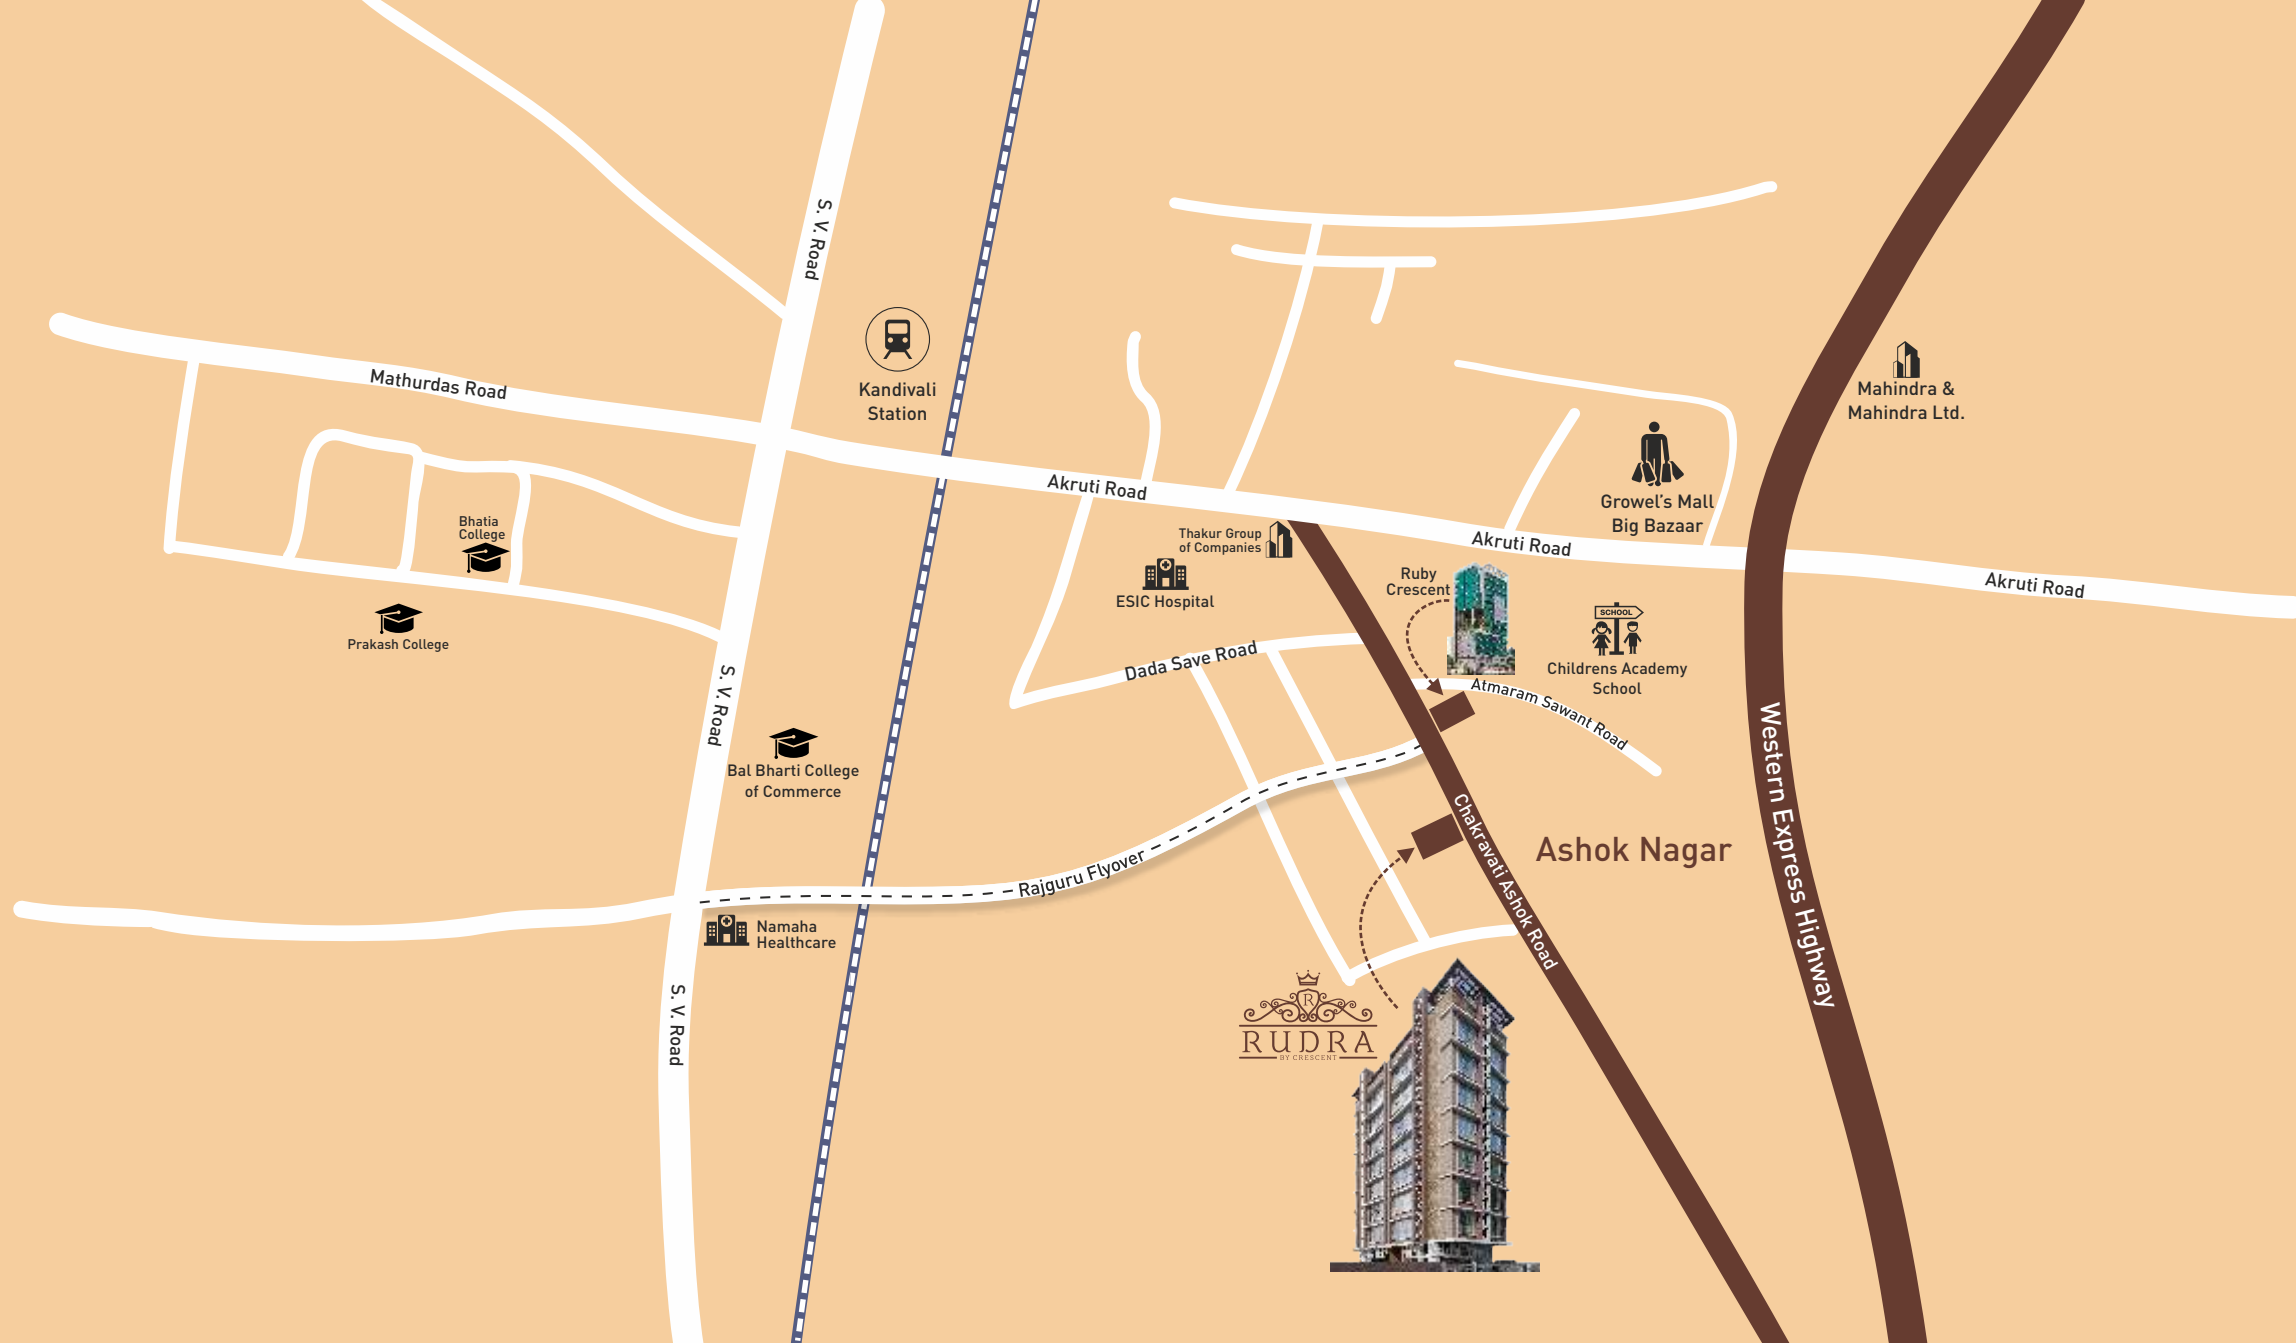 S. V. Road
Kandivali
Station
Mathurdas Road
Mahindra &
Mahindra Ltd.
Akruti Road
Growel's Mall
Big Bazaar
Bhatia
College
Thakur Group
of Companies
Akruti Road
Ruby
Crescent
Akruti Road
ESIC Hospital
SCHOOL
Prakash College
Dada Save Road
Childrens Academy
School
Atmaram Sawant Road
S. V. Road
Bal Bharti College
of Commerce
Western Express Highway
Chakravati Ashok Road
Ashok Nagar
Rajguru Flyover
Namaha
Healthcare
S. V. Road
R
RUDRA
BY CRESCENT